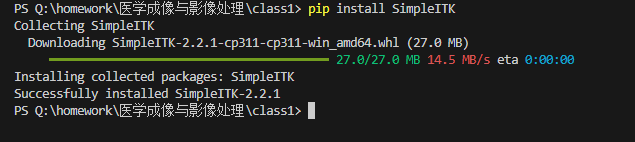 PS Q:\homework\医学成像与影像处理\class1> pip install SimpleITK
Collecting SimpleITK
  Downloading SimpleITK-2.2.1-cp311-cp311-win_amd64.whl (27.0 MB)
     ━━━━━━━━━━━━━━━━━━━━━━━━━━━━━━━━━━━━━━━━ 27.0/27.0 MB 14.5 MB/s eta 0:00:00
Installing collected packages: SimpleITK
Successfully installed SimpleITK-2.2.1
PS Q:\homework\医学成像与影像处理\class1>